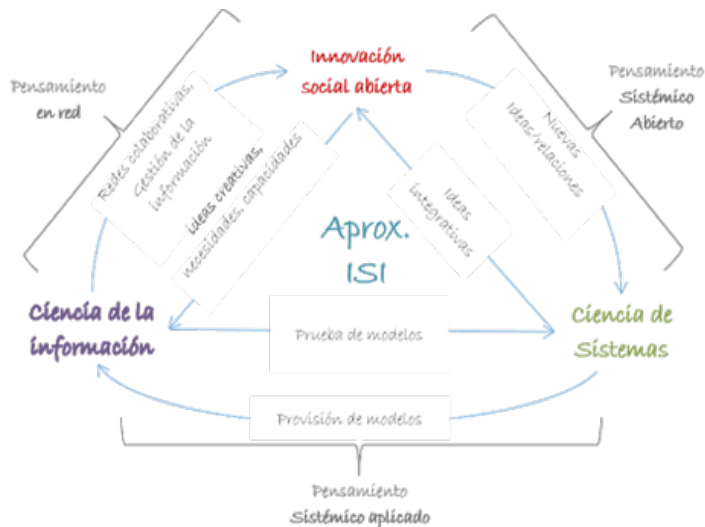 Innovación
social abierta
Pensamiento
en red
Pensamiento
Sistémico
Abierto
Redes colaborativas,
Gestión de la
información
Ideas creativas,
necesidades, capacidades
Nuevas
Ideas/relaciones
Ideas
integrativas
Aprox.
ISI
Ciencia de la
información
Ciencia de
Sistemas
Prueba de modelos
Provisión de modelos
Pensamiento
Sistémico aplicado